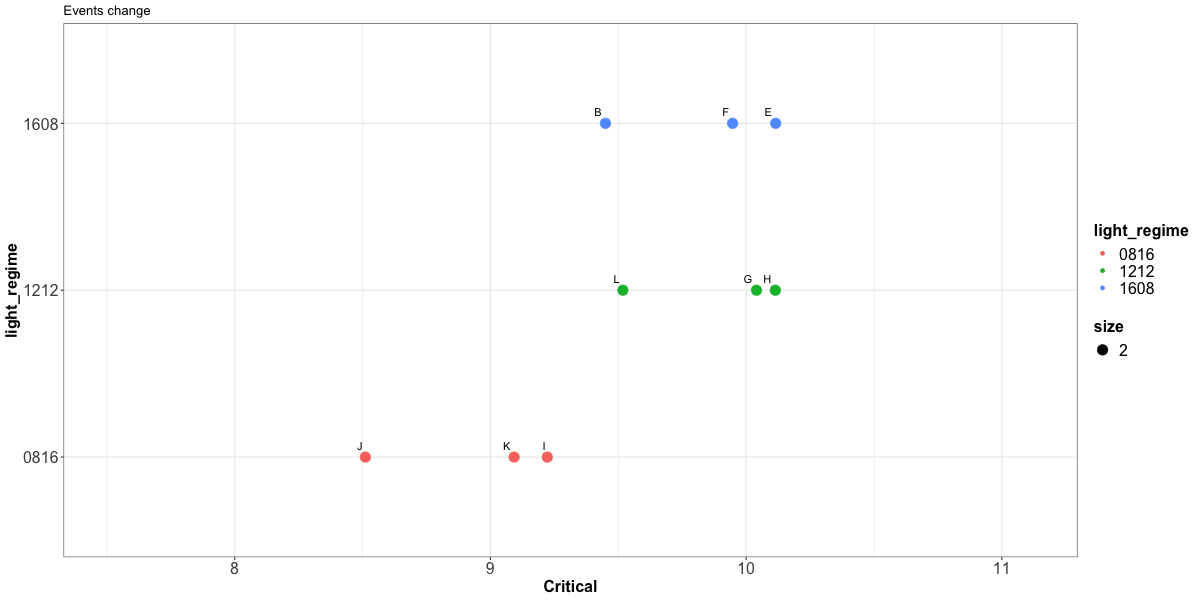 Events change
B F E
1608
L G H
1212
J K I
0816
8 9 10 11
Critical
light_regime
light_regime
0816
1212
1608
size
2